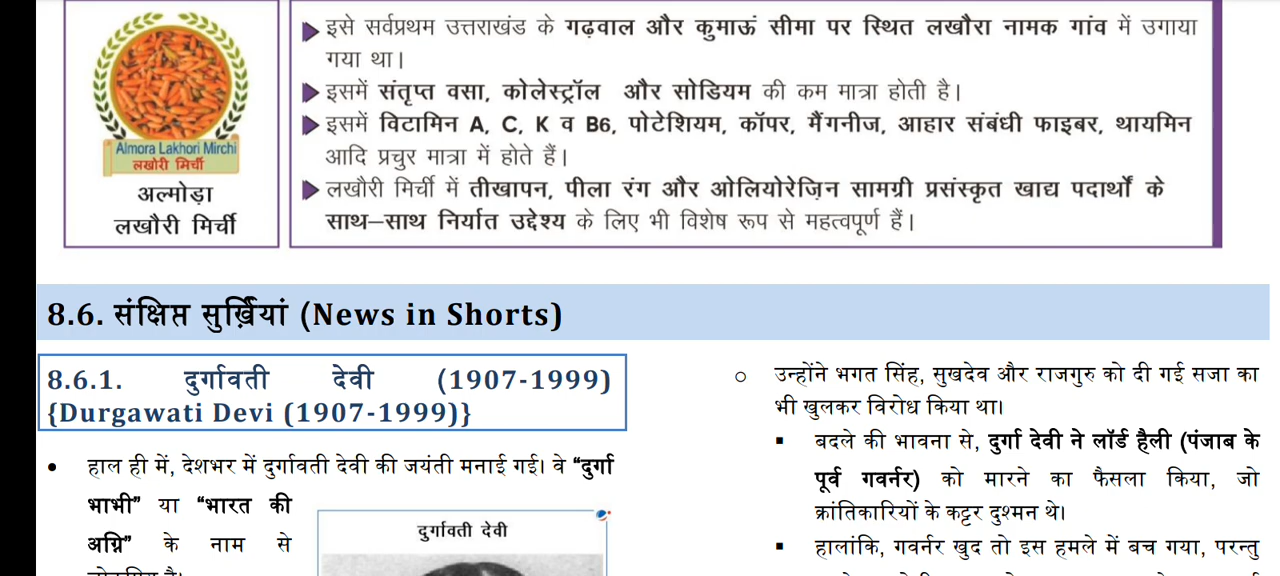 Almora Lakhori Mirchi
लखोरी मिर्ची
अल्मोड़ा
लखौरी मिर्ची
इसे सर्वप्रथम उत्तराखंड के गढ़वाल और कुमाऊं सीमा पर स्थित लखौरा नामक गांव में उगाया
गया था।
इसमें संतृप्त वसा, कोलेस्ट्रॉल और सोडियम की कम मात्रा होती है।
इसमें विटामिन A, C, K व B6, पोटेशियम, कॉपर, मैंगनीज, आहार संबंधी फाइबर, थायमिन
आदि प्रचुर मात्रा में होते हैं।
लखौरी मिर्ची में तीखापन, पीला रंग और ओलियोरेज़िन सामग्री प्रसंस्कृत खाद्य पदार्थों के
साथ–साथ निर्यात उद्देश्य के लिए भी विशेष रूप से महत्वपूर्ण हैं।
8.6. संक्षिप्त सुर्ख़ियां (News in Shorts)
8.6.1. दुर्गावती देवी (1907-1999)
{Durgawati Devi (1907-1999)}
• हाल ही में, देशभर में दुर्गावती देवी की जयंती मनाई गई। वे “दुर्गा
भाभी” या “भारत की
अग्नि” के नाम से
दुर्गावती देवी
o उन्होंने भगत सिंह, सुखदेव और राजगुरु को दी गई सजा का
भी खुलकर विरोध किया था।
▪ बदले की भावना से, दुर्गा देवी ने लॉर्ड हैली (पंजाब के
पूर्व गवर्नर) को मारने का फैसला किया, जो
क्रांतिकारियों के कट्टर दुश्मन थे।
▪ हालांकि, गवर्नर खुद तो इस हमले में बच गया, परन्तु